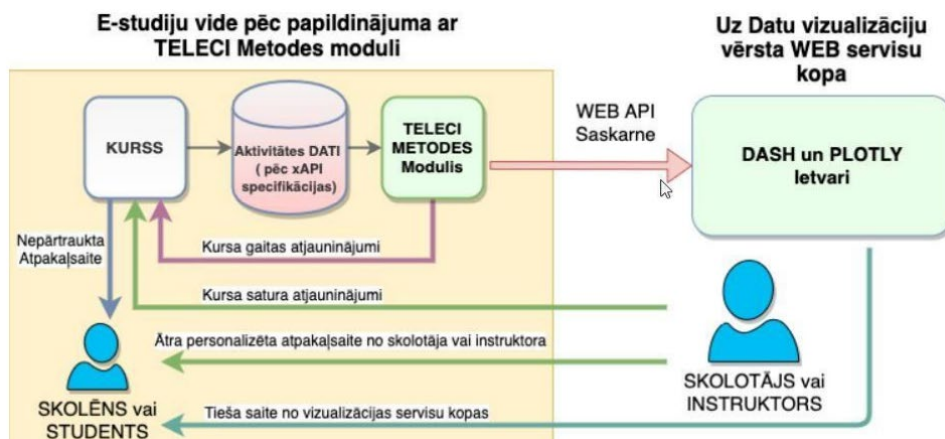 E-studiju vide pēc papildinājuma ar
TELECI Metodes moduli
Uz Datu vizualizāciju
vērsta WEB servisu
kopa
KURSS
Aktivitātes DATI
( pēc xAPI
specifikācijas)
TELECI
METODES
Modulis
WEB API
Saskarne
DASH un PLOTLY
Ietvari
Nepārtraukta
Atpakaļsaite
Kursa gaitas atjauninājumi
Kursa satura atjauninājumi
Ātra personalizēta atpakaļsaite no skolotāja vai instruktora
SKOLĒNS vai
STUDENTS
SKOLOTĀJS vai
INSTRUKTORS
Tieša saite no vizualizācijas servisu kopas